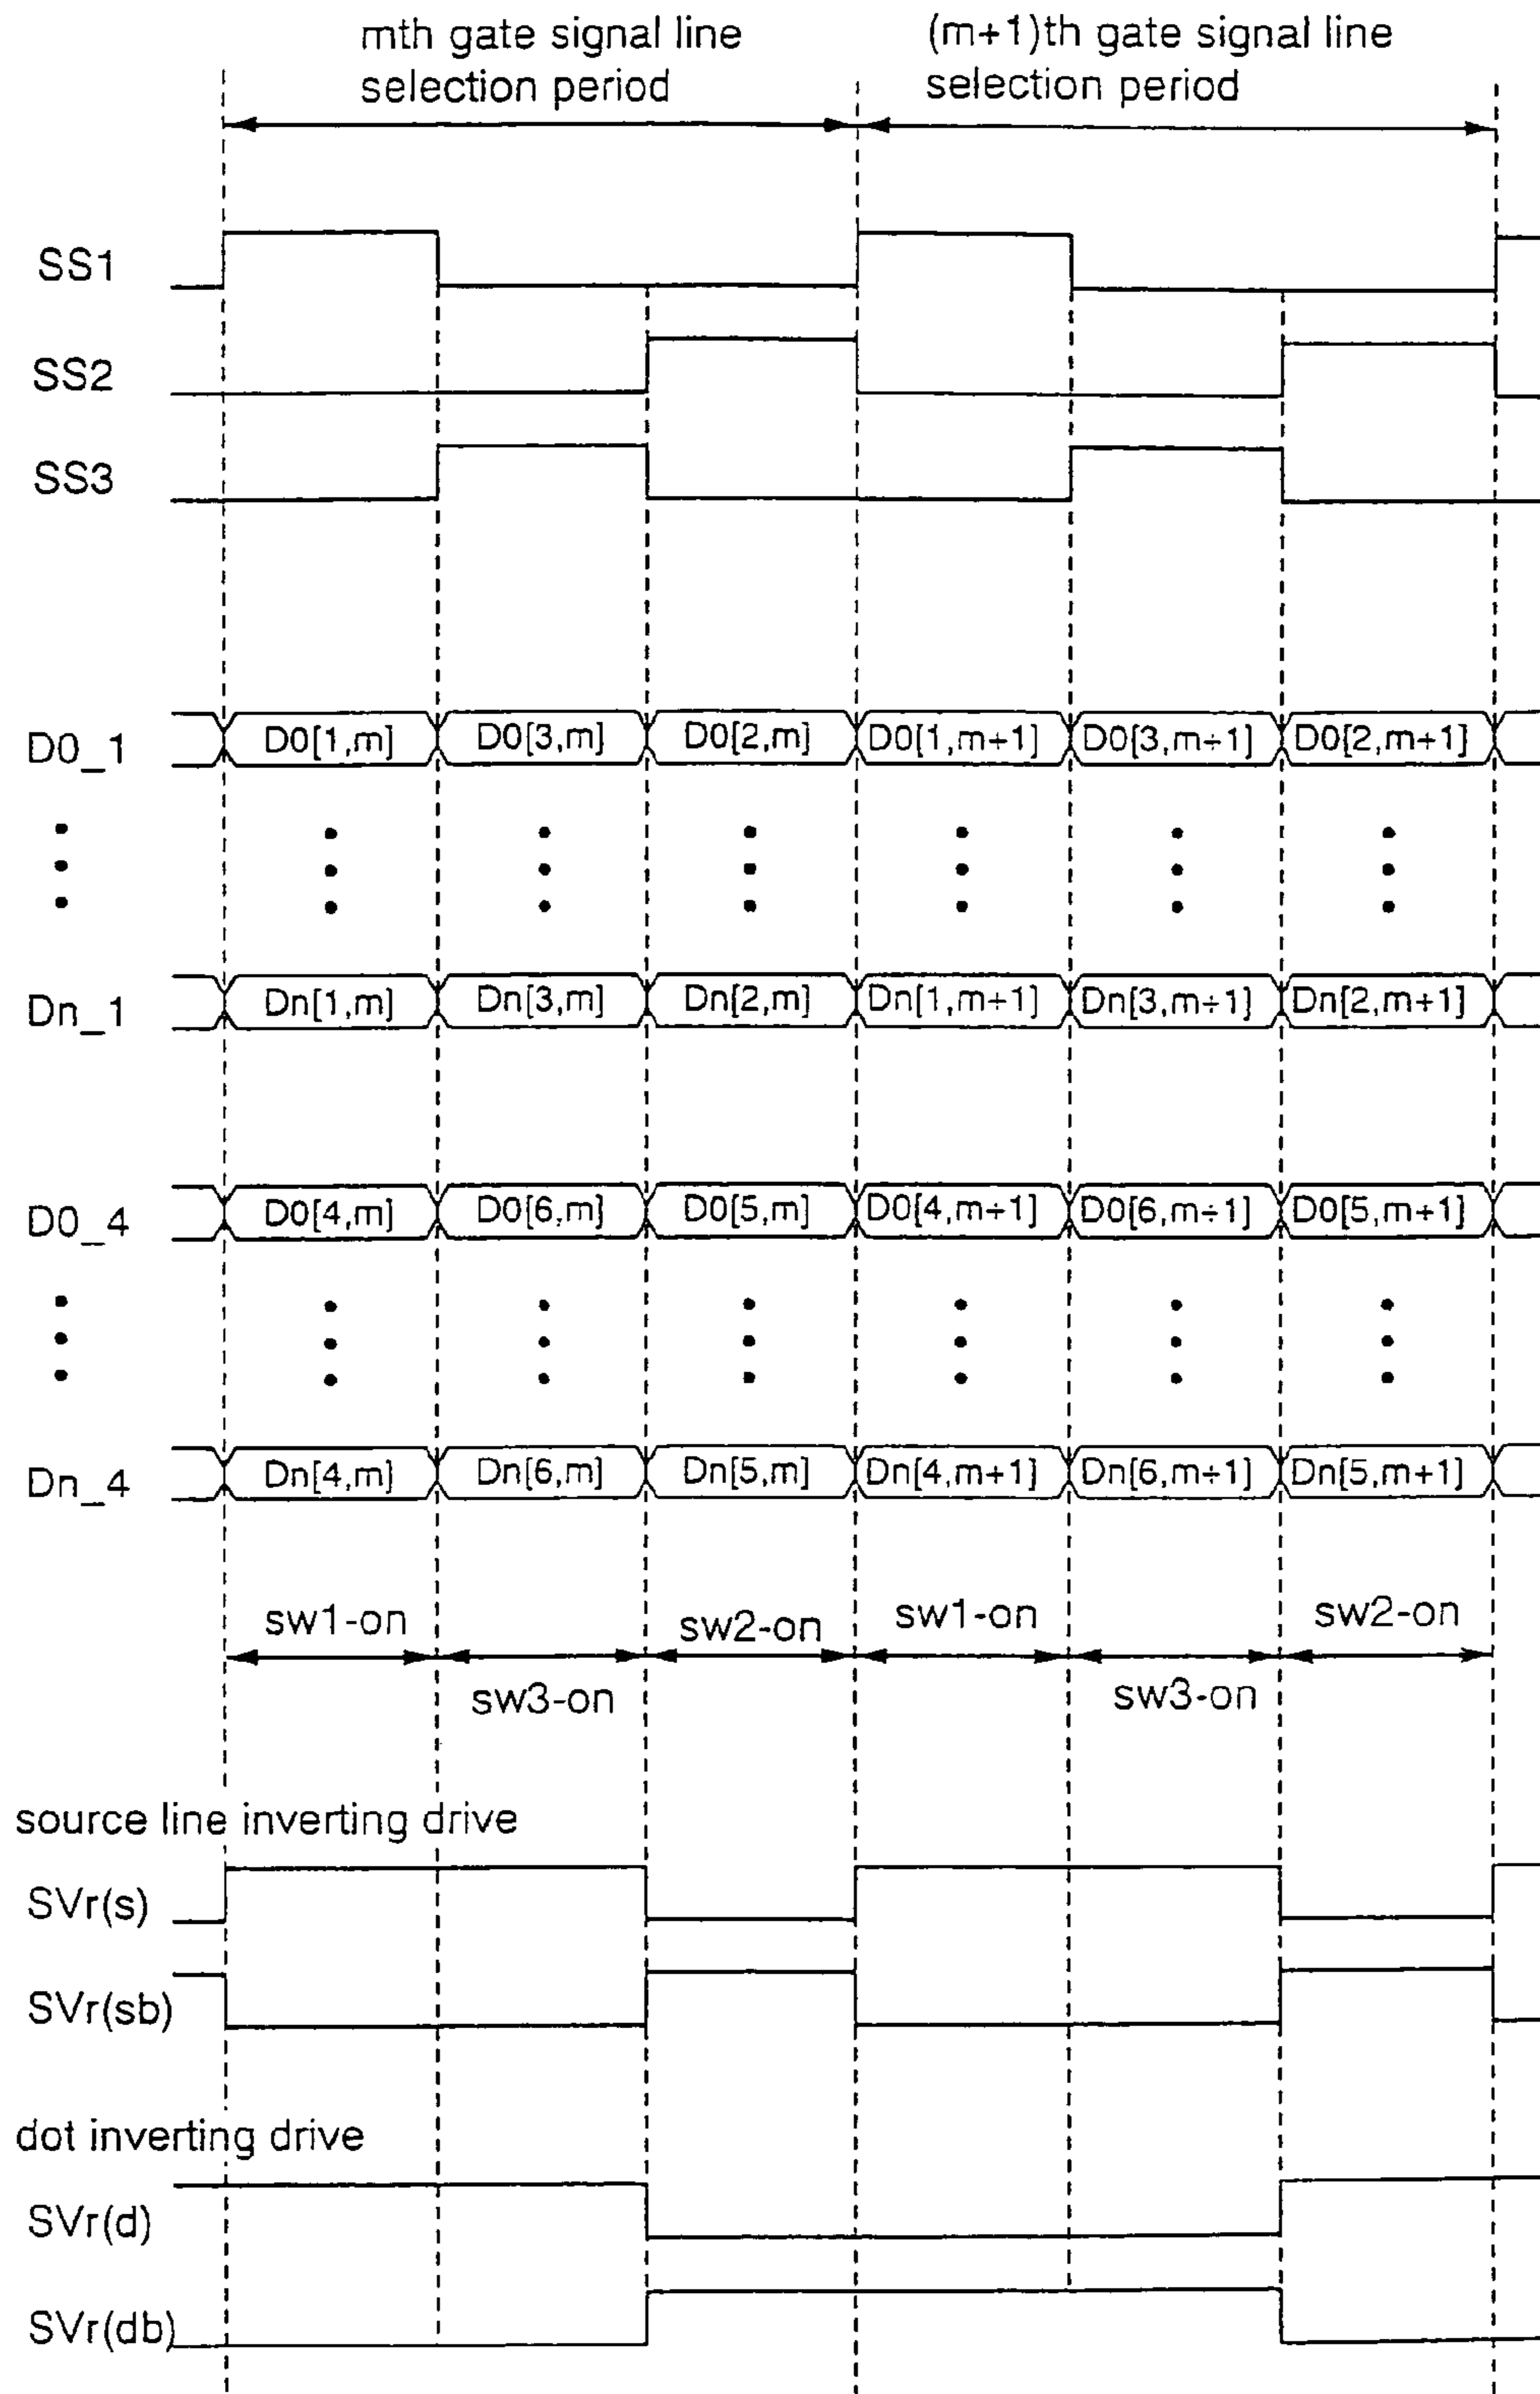 mth gate signal line
selection period
(m+1)th gate signal line
selection period
SS1
SS2
SS3
D0_1 D0[1,m] D0[3,m] D0[2,m] D0[1,m+1] D0[3,m+1] D0[2,m+1]
Dn_1 Dn[1,m] Dn[3,m] Dn[2,m] Dn[1,m+1] Dn[3,m+1] Dn[2,m+1]
D0_4 D0[4,m] D0[6,m] D0[5,m] D0[4,m+1] D0[6,m+1] D0[5,m+1]
Dn_4 Dn[4,m] Dn[6,m] Dn[5,m] Dn[4,m+1] Dn[6,m+1] Dn[5,m+1]
sw1-on sw2-on sw1-on sw2-on
sw3-on sw3-on
source line inverting drive
SVr(s)
SVr(sb)
dot inverting drive
SVr(d)
SVr(db)